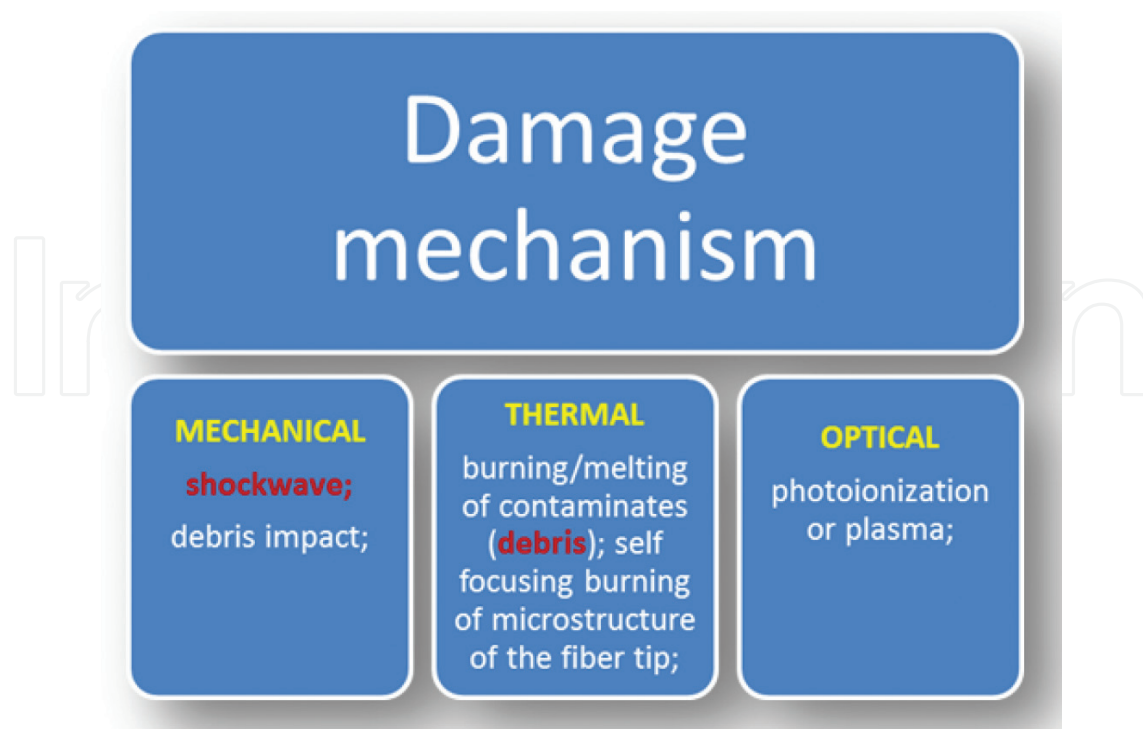 Damage
mechanism
MECHANICAL
shockwave;
debris impact;
THERMAL
burning/melting
of contaminates
(debris); self
focusing burning
of microstructure
of the fiber tip;
OPTICAL
photoionization
or plasma;